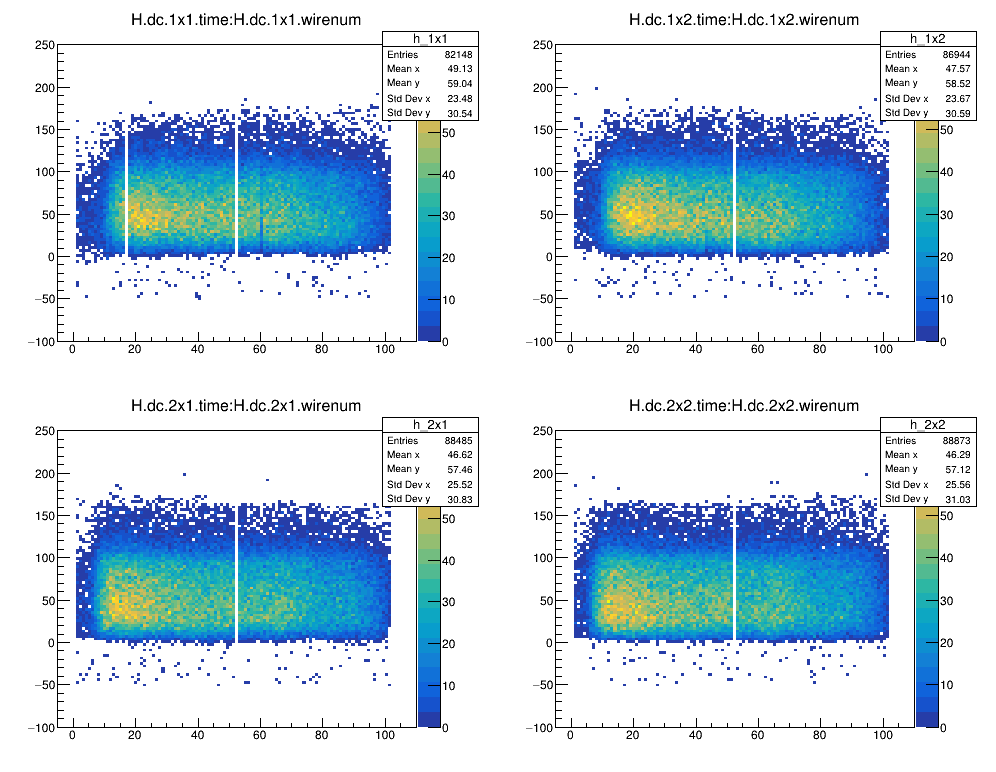 H.dc.1x1.time:H.dc.1x1.wirenum
h_1x1
Entries 82148
Mean x 49.13
Mean y 59.04
Std Dev x 23.48
Std Dev y 30.54
250
200
150
100
50
0
−50
−100
0 20 40 60 80 100
50
40
30
20
10
0
H.dc.1x2.time:H.dc.1x2.wirenum
h_1x2
Entries 86944
Mean x 47.57
Mean y 58.52
Std Dev x 23.67
Std Dev y 30.59
250
200
150
100
50
0
−50
−100
0 20 40 60 80 100
50
40
30
20
10
0
H.dc.2x1.time:H.dc.2x1.wirenum
h_2x1
Entries 88485
Mean x 46.62
Mean y 57.46
Std Dev x 25.52
Std Dev y 30.83
250
200
150
100
50
0
−50
−100
0 20 40 60 80 100
50
40
30
20
10
0
H.dc.2x2.time:H.dc.2x2.wirenum
h_2x2
Entries 88873
Mean x 46.29
Mean y 57.12
Std Dev x 25.56
Std Dev y 31.03
250
200
150
100
50
0
−50
−100
0 20 40 60 80 100
50
40
30
20
10
0